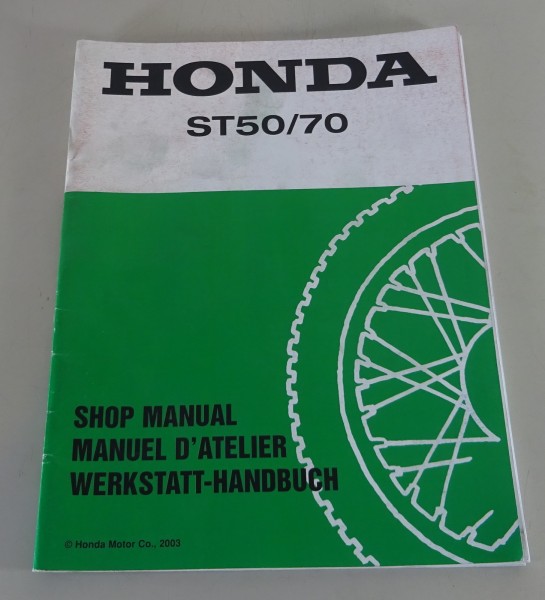 HONDA
ST50/70
SHOP MANUAL
MANUEL D'ATELIER
WERKSTATT-HANDBUCH
© Honda Motor Co., 2003